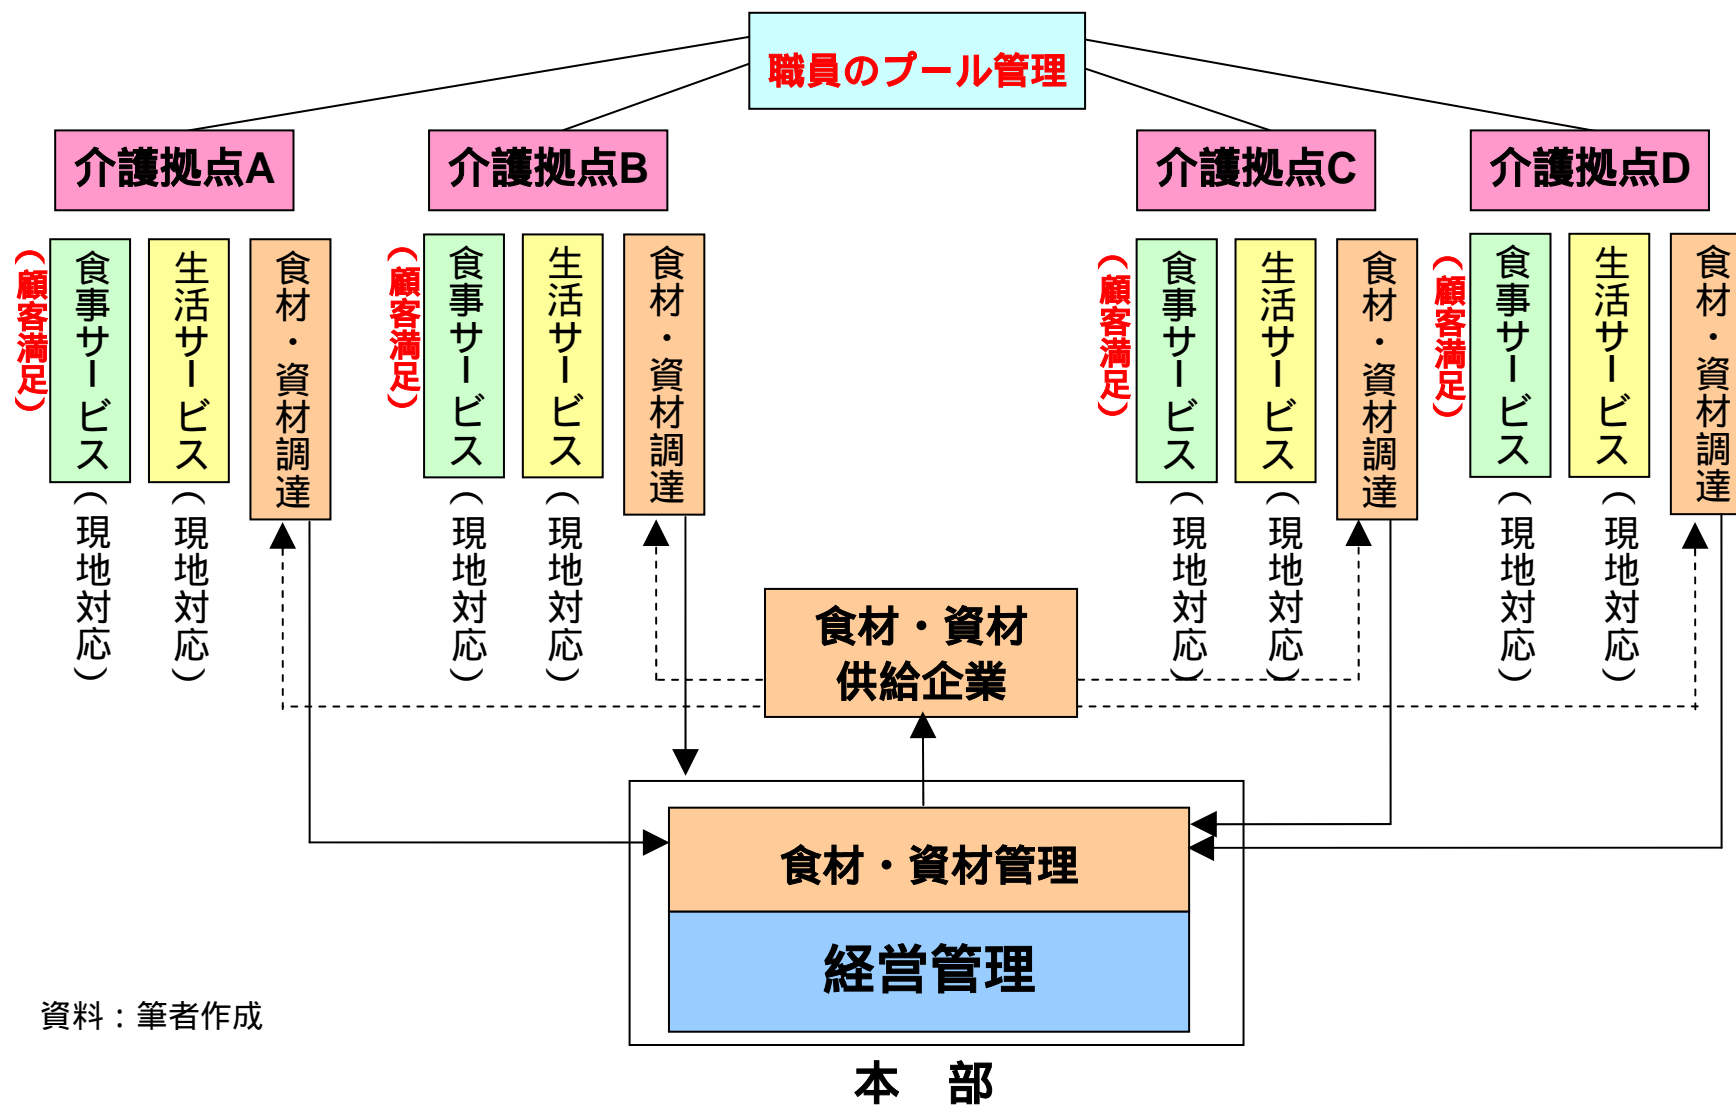 職員のプール管理
介護拠点A
介護拠点B
介護拠点C
介護拠点D
（顧客満足）
食事サービス
（現地対応）
生活サービス
（現地対応）
食材・資材調達
（顧客満足）
食事サービス
（現地対応）
生活サービス
（現地対応）
食材・資材調達
（顧客満足）
食事サービス
（現地対応）
生活サービス
（現地対応）
食材・資材調達
（顧客満足）
食事サービス
（現地対応）
生活サービス
（現地対応）
食材・資材調達
食材・資材
供給企業
食材・資材管理
経営管理
資料：筆者作成
本　部